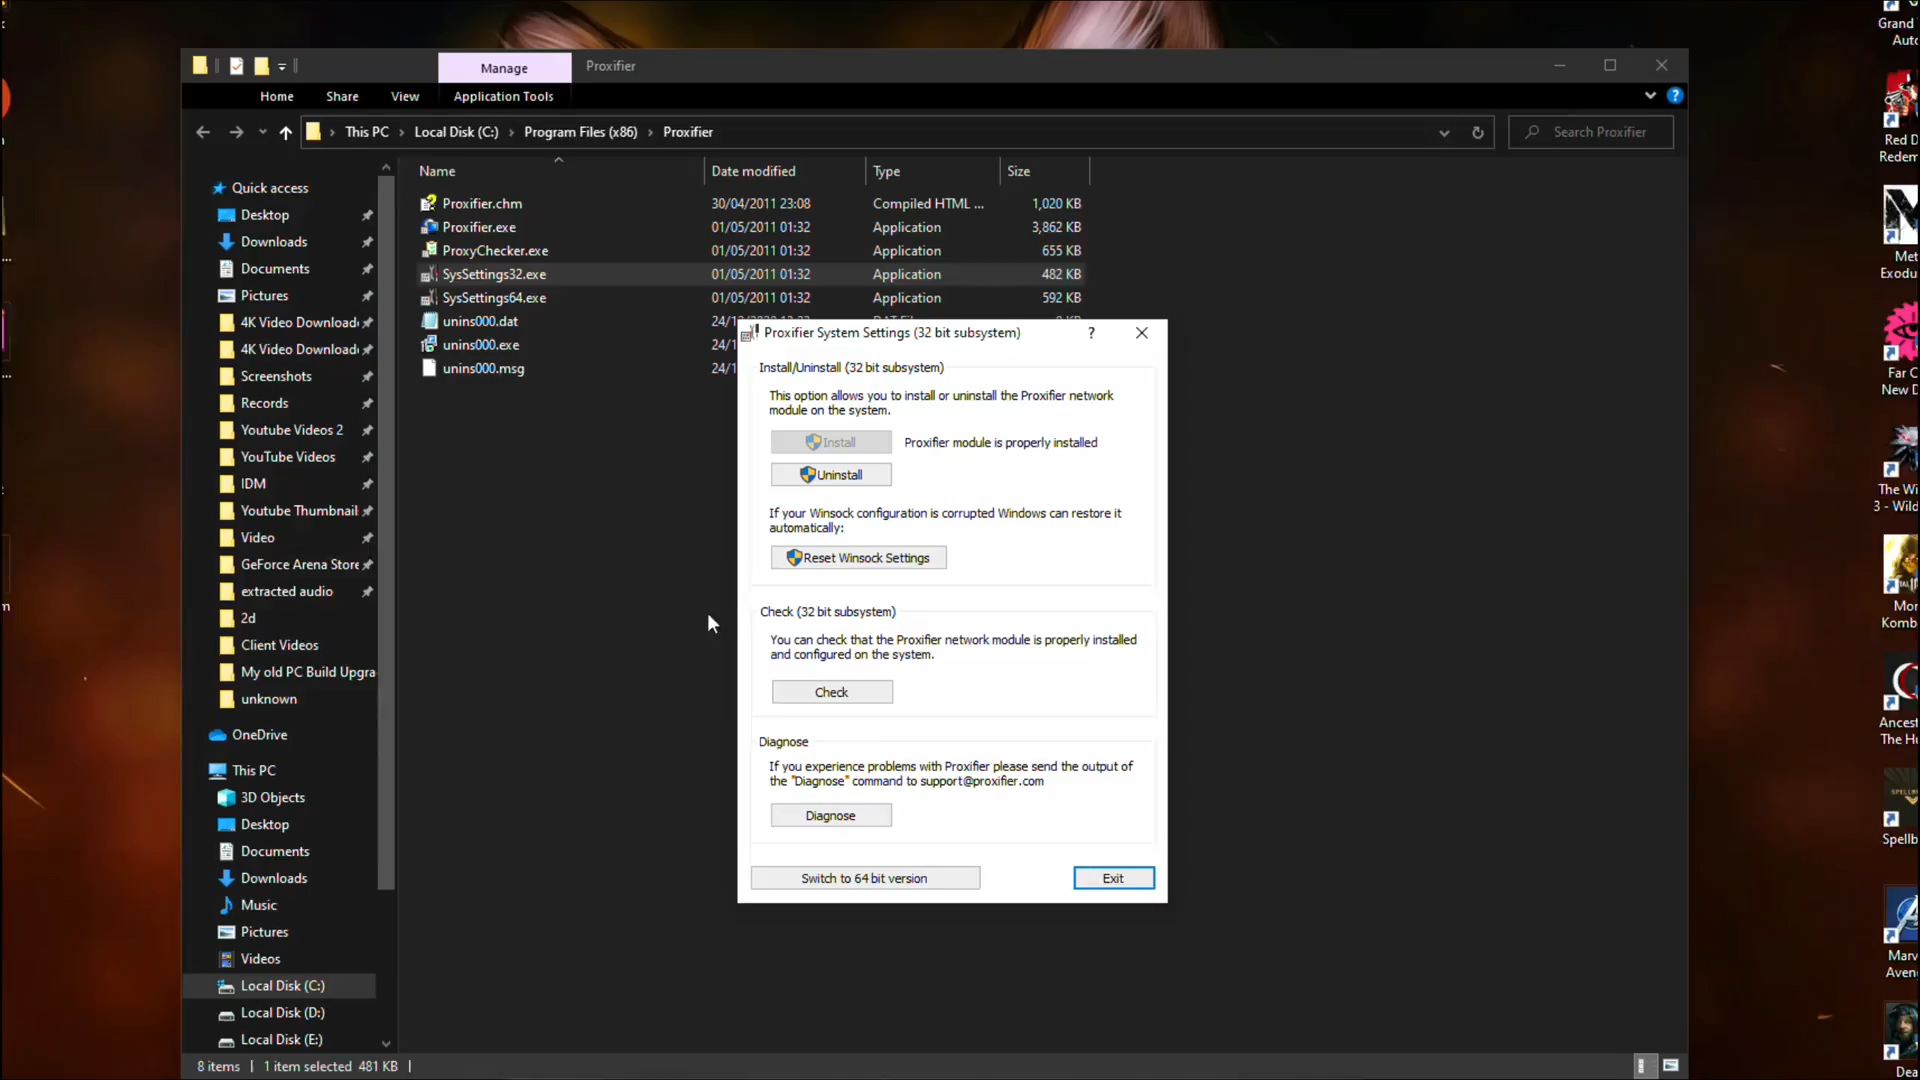 Manage
Proxifier
Home
Share
View
Application Tools
This PC
Local Disk (C:)
Program Files (x86)
Proxifier
Search Proxifier
Name
Date modified
Type
Size
Proxifier.chm
30/04/2011 23:08
Compiled HTML ...
1,020 KB
Proxifier.exe
01/05/2011 01:32
Application
3,862 KB
ProxyChecker.exe
01/05/2011 01:32
Application
655 KB
SysSettings32.exe
01/05/2011 01:32
Application
482 KB
SysSettings64.exe
01/05/2011 01:32
Application
592 KB
unins000.dat
unins000.exe
24/1
unins000.msg
24/1
Quick access
Desktop
Downloads
Documents
Pictures
4K Video Download
4K Video Download
Screenshots
Records
Youtube Videos 2
YouTube Videos
IDM
Youtube Thumbnail
Video
GeForce Arena Store
extracted audio
2d
Client Videos
My old PC Build Upgra
unknown
OneDrive
This PC
3D Objects
Desktop
Documents
Downloads
Music
Pictures
Videos
Local Disk (C:)
Local Disk (D:)
Local Disk (E:)
8 items
1 item selected 481 KB
Proxifier System Settings (32 bit subsystem)
?
Install/Uninstall (32 bit subsystem)
This option allows you to install or uninstall the Proxifier network
module on the system.
Install
Proxifier module is properly installed
Uninstall
If your Winsock configuration is corrupted Windows can restore it
automatically:
Reset Winsock Settings
Check (32 bit subsystem)
You can check that the Proxifier network module is properly installed
and configured on the system.
Check
Diagnose
If you experience problems with Proxifier please send the output of
the "Diagnose" command to support@proxifier.com
Diagnose
Switch to 64 bit version
Exit
Grand
Auto
Red D
Redem
Met
Exodu
Far C
New D
The Wi
3 - Wild
Mor
Komb
Ancest
The Hu
Spellb
Marv
Aven
Dea